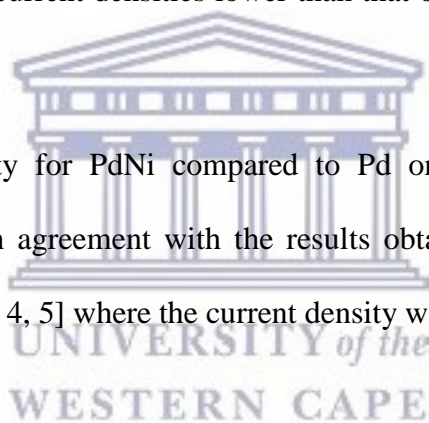 current densities lower than that
ty for PdNi compared to Pd
agreement with the results
4, 5] where the current density
UNIVERSITY of the
WESTERN CAPE